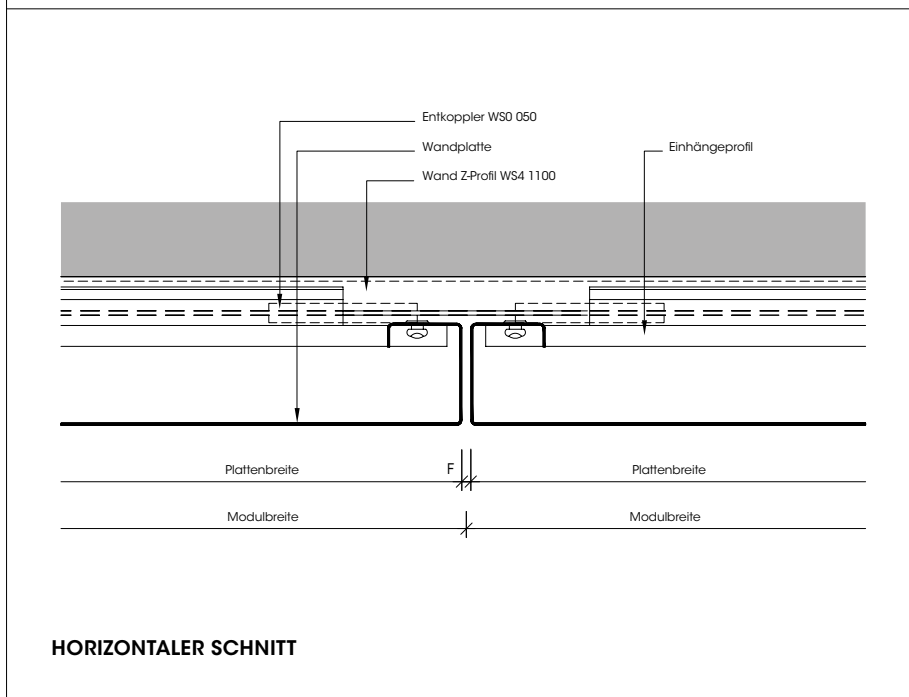 Entkoppler WS0 050
Wandplatte
Einhängeprofil
Wand Z-Profil WS4 1100
Plattenbreite
F
Plattenbreite
Modulbreite
Modulbreite
HORIZONTALER SCHNITT